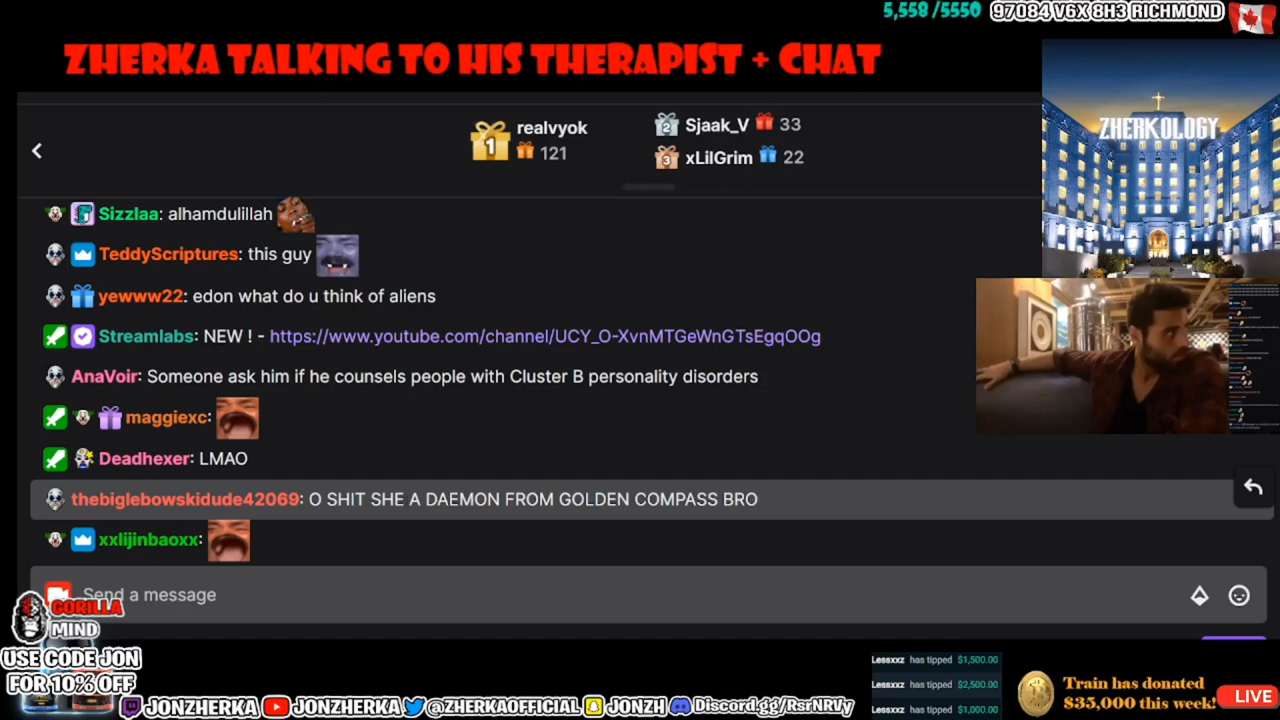 5,558 /5550
97084 V6X 8H3 RICHMOND
ZHERKA TALKING TO HIS THERAPIST + CHAT
ZHERKOLOGY
1 realvyok
121
2 Sjaak_V 33
3 xLilGrim 22
Sizzlaa: alhamdulillah
TeddyScriptures: this guy
yewww22: edon what do u think of aliens
Streamlabs: NEW ! - https://www.youtube.com/channel/UCY_O-XvnMTGeWnGTsEgqOOg
AnaVoir: Someone ask him if he counsels people with Cluster B personality disorders
maggiexc:
Deadhexer: LMAO
thebiglebowskidude42069: O SHIT SHE A DAEMON FROM GOLDEN COMPASS BRO
xxlijinbaoxx:
Send a message
GORILLA
MIND
USE CODE JON
FOR 10% OFF
JONZHERKA JONZHERKA @ZHERKAOFFICIAL JONZH Discord.gg/RsrNRVy
Lessxxz has tipped $1,500.00
Lessxxz has tipped $2,500.00
Lessxxz has tipped $1,000.00
Train has donated
$35,000 this week!
LIVE